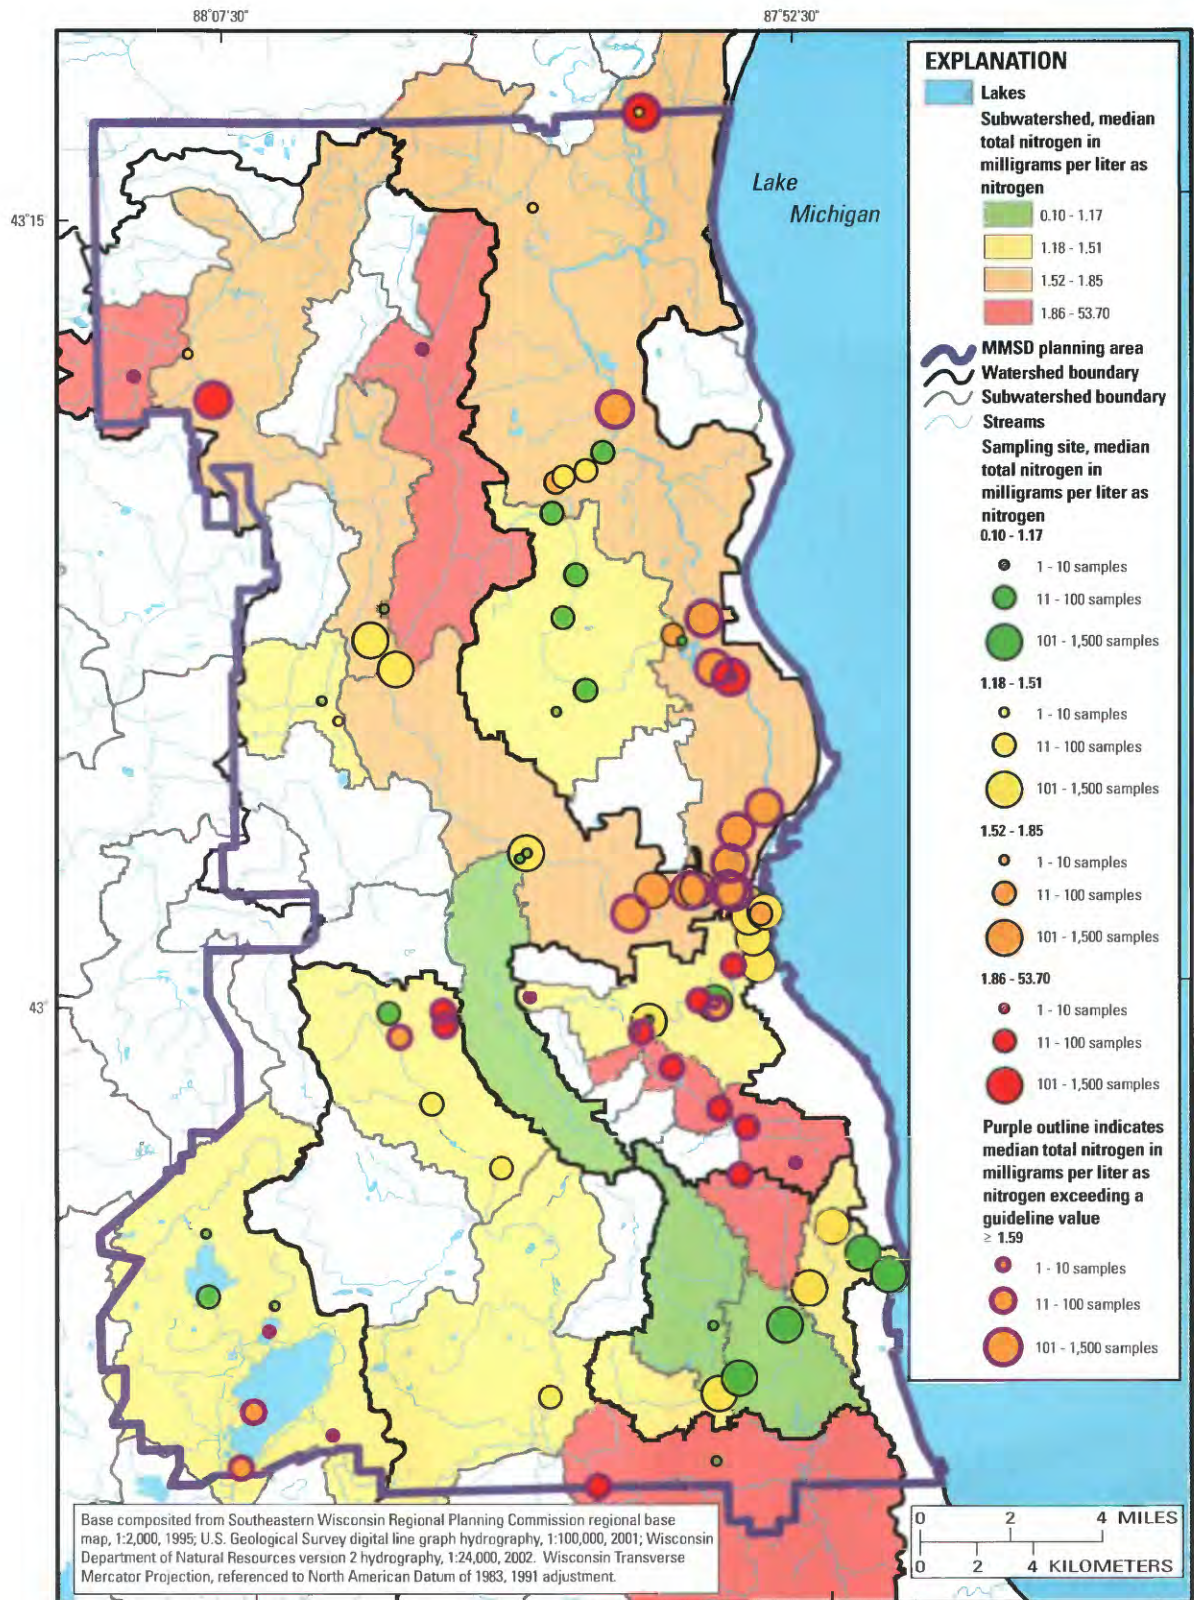 88°07'30"
87°52'30"
43°15
43°
Lake
Michigan
EXPLANATION
Lakes
Subwatershed, median
total nitrogen in
milligrams per liter as
nitrogen
0.10 - 1.17
1.18 - 1.51
1.52 - 1.85
1.86 - 53.70
MMSD planning area
Watershed boundary
Subwatershed boundary
Streams
Sampling site, median
total nitrogen in
milligrams per liter as
nitrogen
0.10 - 1.17
1 - 10 samples
11 - 100 samples
101 - 1,500 samples
1.18 - 1.51
1 - 10 samples
11 - 100 samples
101 - 1,500 samples
1.52 - 1.85
1 - 10 samples
11 - 100 samples
101 - 1,500 samples
1.86 - 53.70
1 - 10 samples
11 - 100 samples
101 - 1,500 samples
Purple outline indicates
median total nitrogen in
milligrams per liter as
nitrogen exceeding a
guideline value
≥ 1.59
1 - 10 samples
11 - 100 samples
101 - 1,500 samples
Base composited from Southeastern Wisconsin Regional Planning Commission regional base
map, 1:2,000, 1995; U.S. Geological Survey digital line graph hydrography, 1:100,000, 2001; Wisconsin
Department of Natural Resources version 2 hydrography, 1:24,000, 2002. Wisconsin Transverse
Mercator Projection, referenced to North American Datum of 1983, 1991 adjustment.
0 2 4 MILES
0 2 4 KILOMETERS